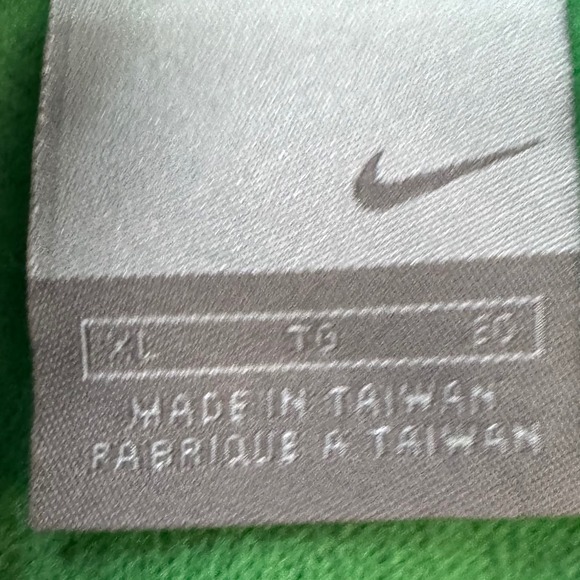 XL TG EG
MADE IN TAIWAN
FABRIQUE A TAIWAN